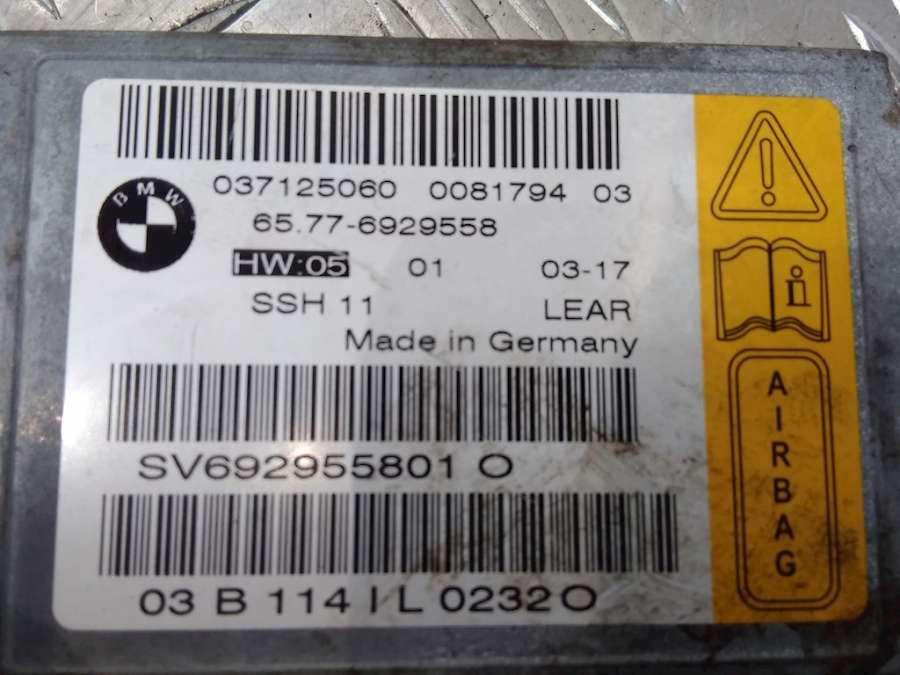 037125060 0081794 03
BMW
65.77-6929558
HW:05 01 03-17
SSH 11 LEAR
Made in Germany
SV692955801 O
03 B 114 I L 0232 O
i
AIRBAG